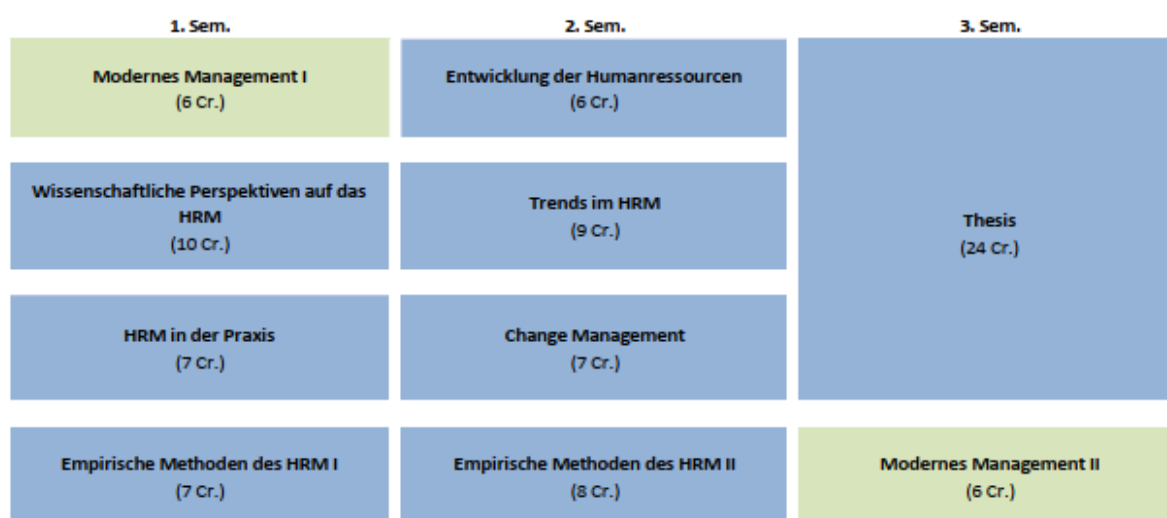 1. Sem.
2. Sem.
3. Sem.
Modernes Management I
(6 Cr.)
Entwicklung der Humanressourcen
(6 Cr.)
Wissenschaftliche Perspektiven auf das
HRM
(10 Cr.)
Trends im HRM
(9 Cr.)
Thesis
(24 Cr.)
HRM in der Praxis
(7 Cr.)
Change Management
(7 Cr.)
Empirische Methoden des HRM I
(7 Cr.)
Empirische Methoden des HRM II
(8 Cr.)
Modernes Management II
(6 Cr.)